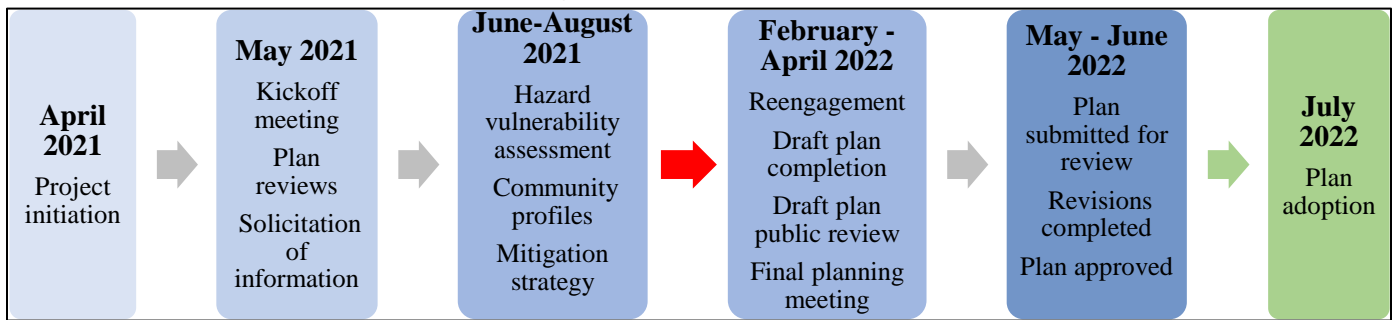 April
2021
Project
initiation
May 2021
Kickoff
meeting
Plan
reviews
Solicitation
of
information
June-August
2021
Hazard
vulnerability
assessment
Community
profiles
Mitigation
strategy
February -
April 2022
Reengagement
Draft plan
completion
Draft plan
public review
Final planning
meeting
May - June
2022
Plan
submitted for
review
Revisions
completed
Plan approved
July
2022
Plan
adoption